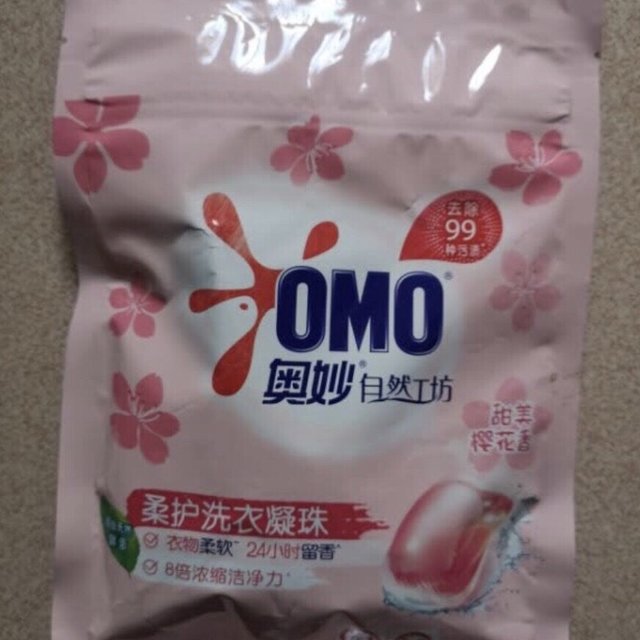 去除
99
种污渍
OMO®
奥妙® 自然工坊
甜美
樱花香
柔护洗衣凝珠
衣物柔软** 24小时留香^
8倍浓缩洁净力*